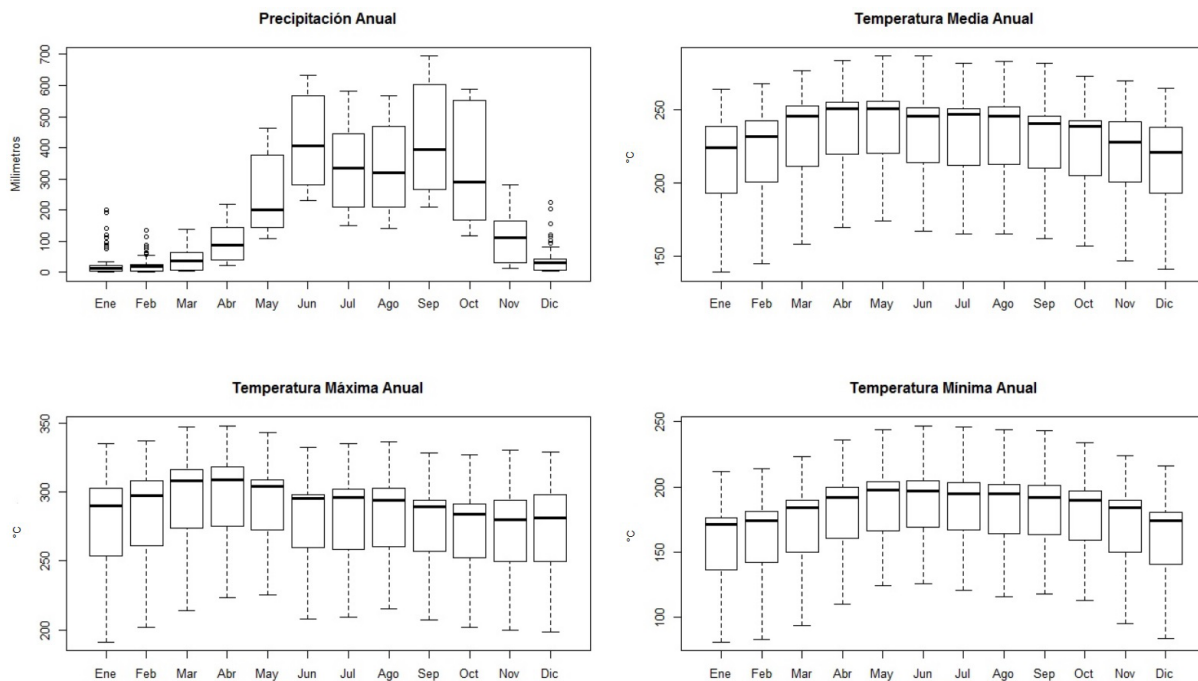 Precipitación Anual
Milimetros
700
600
500
400
300
200
100
0
Ene Feb Mar Abr May Jun Jul Ago Sep Oct Nov Dic
Temperatura Media Anual
°C
250
200
150
Ene Feb Mar Abr May Jun Jul Ago Sep Oct Nov Dic
Temperatura Máxima Anual
°C
350
300
250
200
Ene Feb Mar Abr May Jun Jul Ago Sep Oct Nov Dic
Temperatura Mínima Anual
°C
250
200
150
100
Ene Feb Mar Abr May Jun Jul Ago Sep Oct Nov Dic